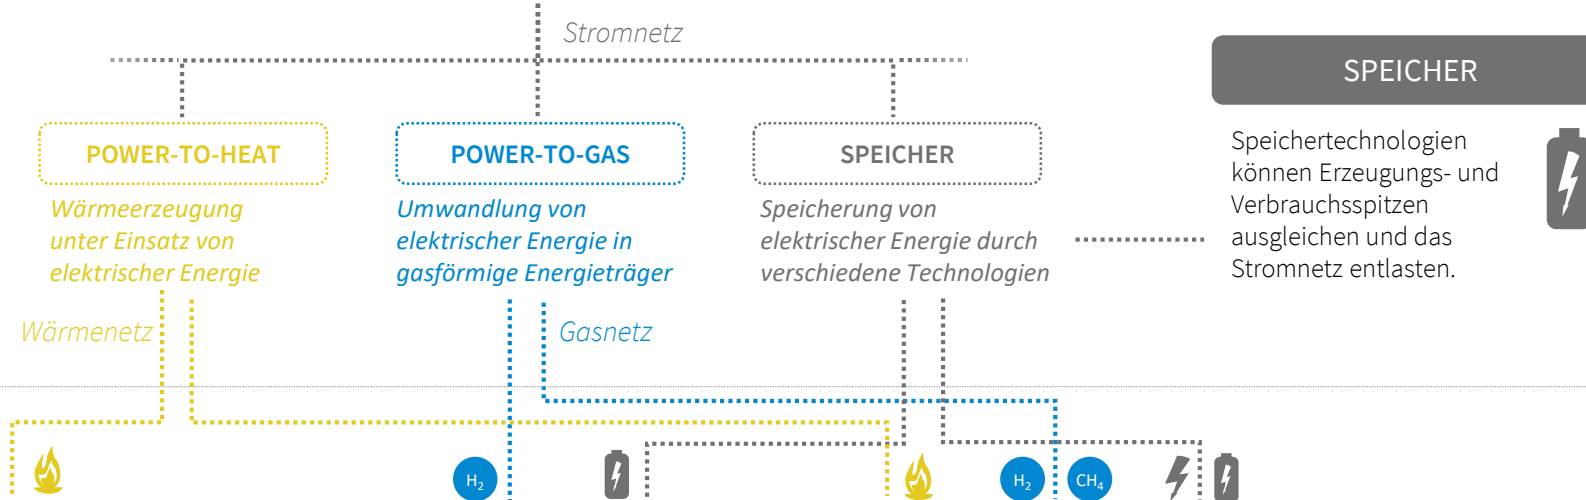 Stromnetz
POWER-TO-HEAT
Wärmeerzeugung
unter Einsatz von
elektrischer Energie
Wärmenetz
POWER-TO-GAS
Umwandlung von
elektrischer Energie in
gasförmige Energieträger
Gasnetz
SPEICHER
Speicherung von
elektrischer Energie durch
verschiedene Technologien
SPEICHER
Speichertechnologien
können Erzeugungs- und
Verbrauchsspitzen
ausgleichen und das
Stromnetz entlasten.
H₂
H₂
CH₄